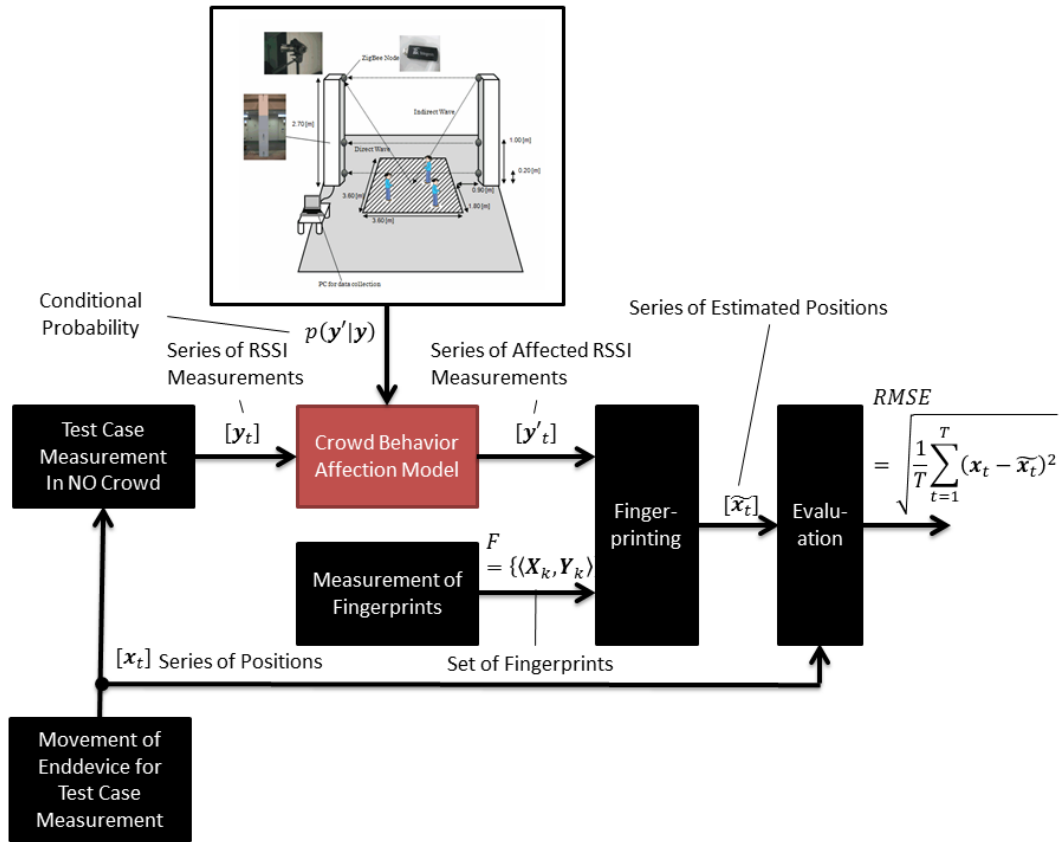 ZigBee Node
Indirect Wave
2.70 [m]
1.00 [m]
Direct Wave
0.20 [m]
3.60 [m]
0.90 [m]
1.80 [m]
3.60 [m]
PC for data collection
Conditional
Probability
p(y'|y)
Series of Estimated Positions
Series of RSSI
Measurements
Series of Affected RSSI
Measurements
Test Case
Measurement
In NO Crowd
[y_t]
Crowd Behavior
Affection Model
[y'_t]
Finger-
printing
[x̃_t]
Evalu-
ation
RMSE
= √(1/T ∑_{t=1}^{T} (x_t − x̃_t)²)
Measurement of
Fingerprints
F
= {⟨X_k, Y_k⟩
Set of Fingerprints
[x_t] Series of Positions
Movement of
Enddevice for
Test Case
Measurement